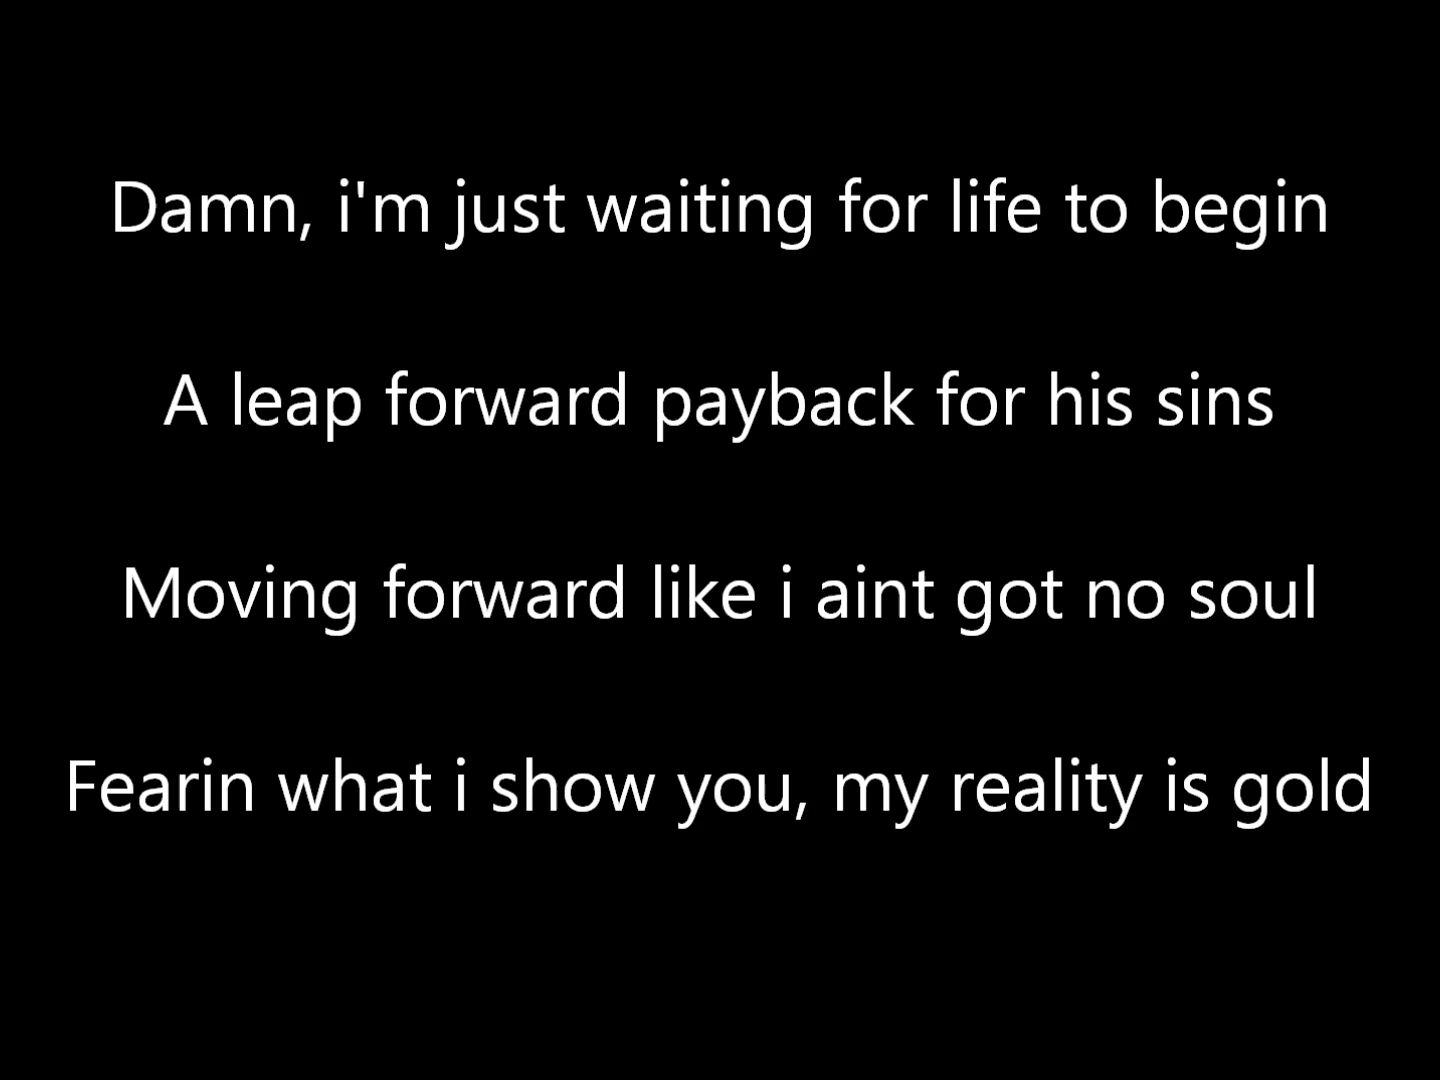 Damn, i'm just waiting for life to begin
A leap forward payback for his sins
Moving forward like i aint got no soul
Fearin what i show you, my reality is gold